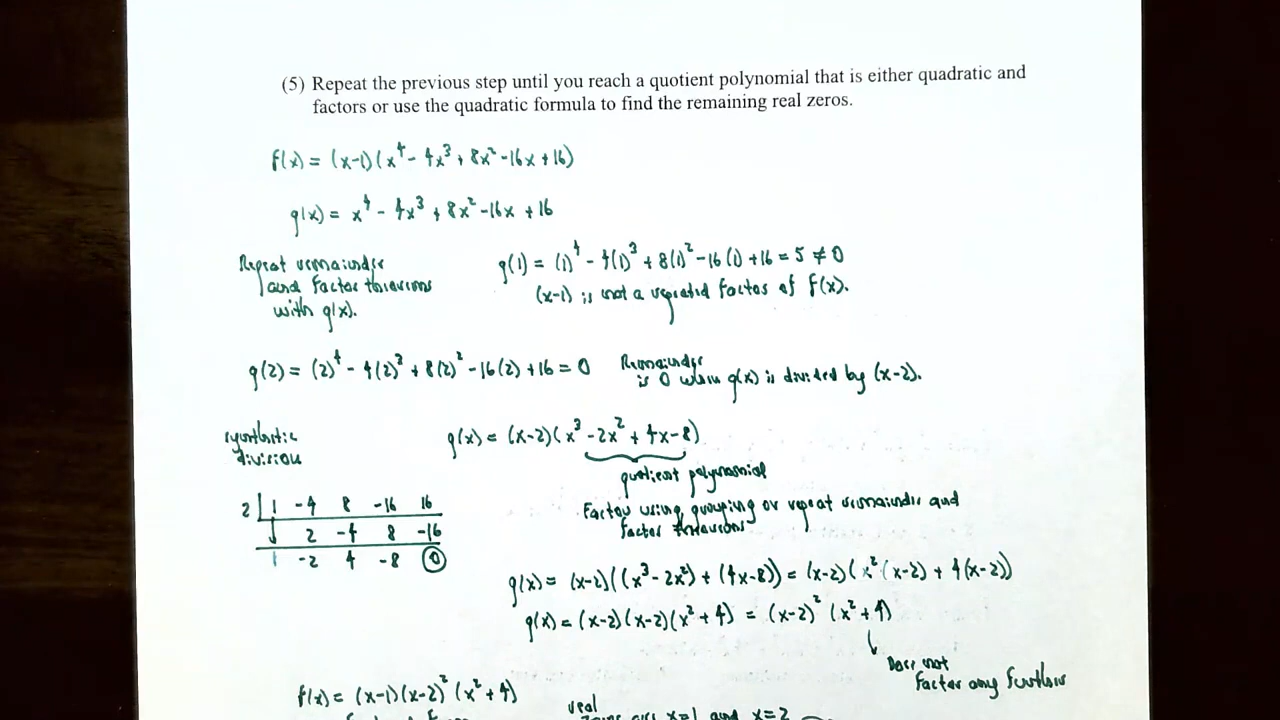 (5) Repeat the previous step until you reach a quotient polynomial that is either quadratic and
factors or use the quadratic formula to find the remaining real zeros.
f(x) = (x-1)(x⁴ - 4x³ + 8x² - 16x + 16)
g(x) = x⁴ - 4x³ + 8x² - 16x + 16
Repeat remainder
and factor theorems
with g(x).
g(1) = (1)⁴ - 4(1)³ + 8(1)² - 16(1) + 16 = 5 ≠ 0
(x-1) is not a repeated factor of f(x).
g(2) = (2)⁴ - 4(2)³ + 8(2)² - 16(2) + 16 = 0
Remainder
is 0 when g(x) is divided by (x-2).
synthetic
division
g(x) = (x-2)(x³ - 2x² + 4x - 8)
quotient polynomial
Factor using grouping or repeat remainder and
factor theorems
2 | 1 -4 8 -16 16
↓ 2 -4 8 -16
1 -2 4 -8 0
g(x) = (x-2)((x³ - 2x²) + (4x-8)) = (x-2)(x²(x-2) + 4(x-2))
g(x) = (x-2)(x-2)(x² + 4) = (x-2)² (x² + 4)
Does not
factor any further
f(x) = (x-1)(x-2)² (x² + 4)
real
x=1 and x=2